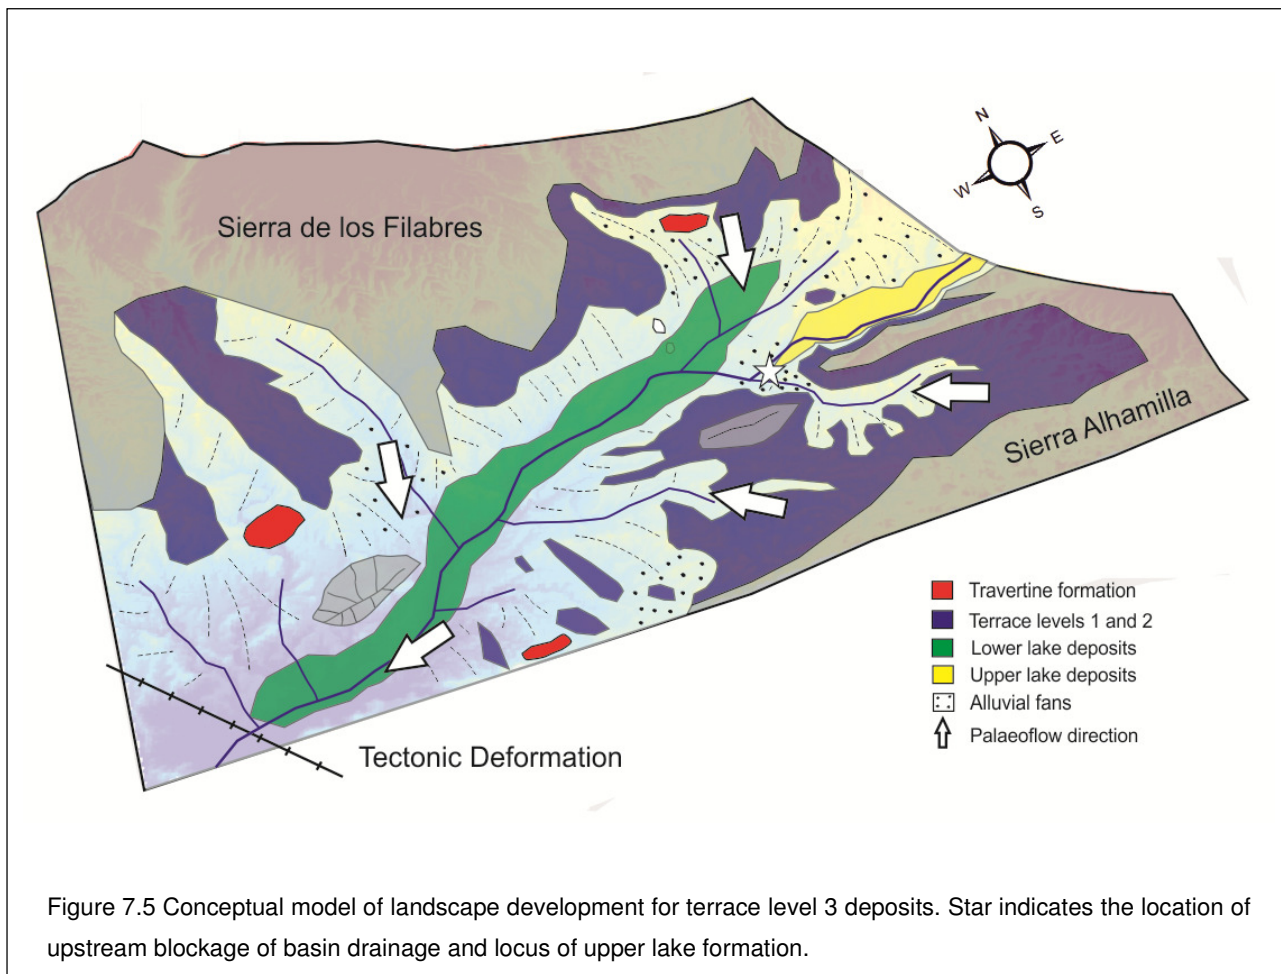 N
E
W
S
Sierra de los Filabres
Sierra Alhamilla
Travertine formation
Terrace levels 1 and 2
Lower lake deposits
Upper lake deposits
Alluvial fans
Palaeoflow direction
Tectonic Deformation
Figure 7.5 Conceptual model of landscape development for terrace level 3 deposits. Star indicates the location of
upstream blockage of basin drainage and locus of upper lake formation.